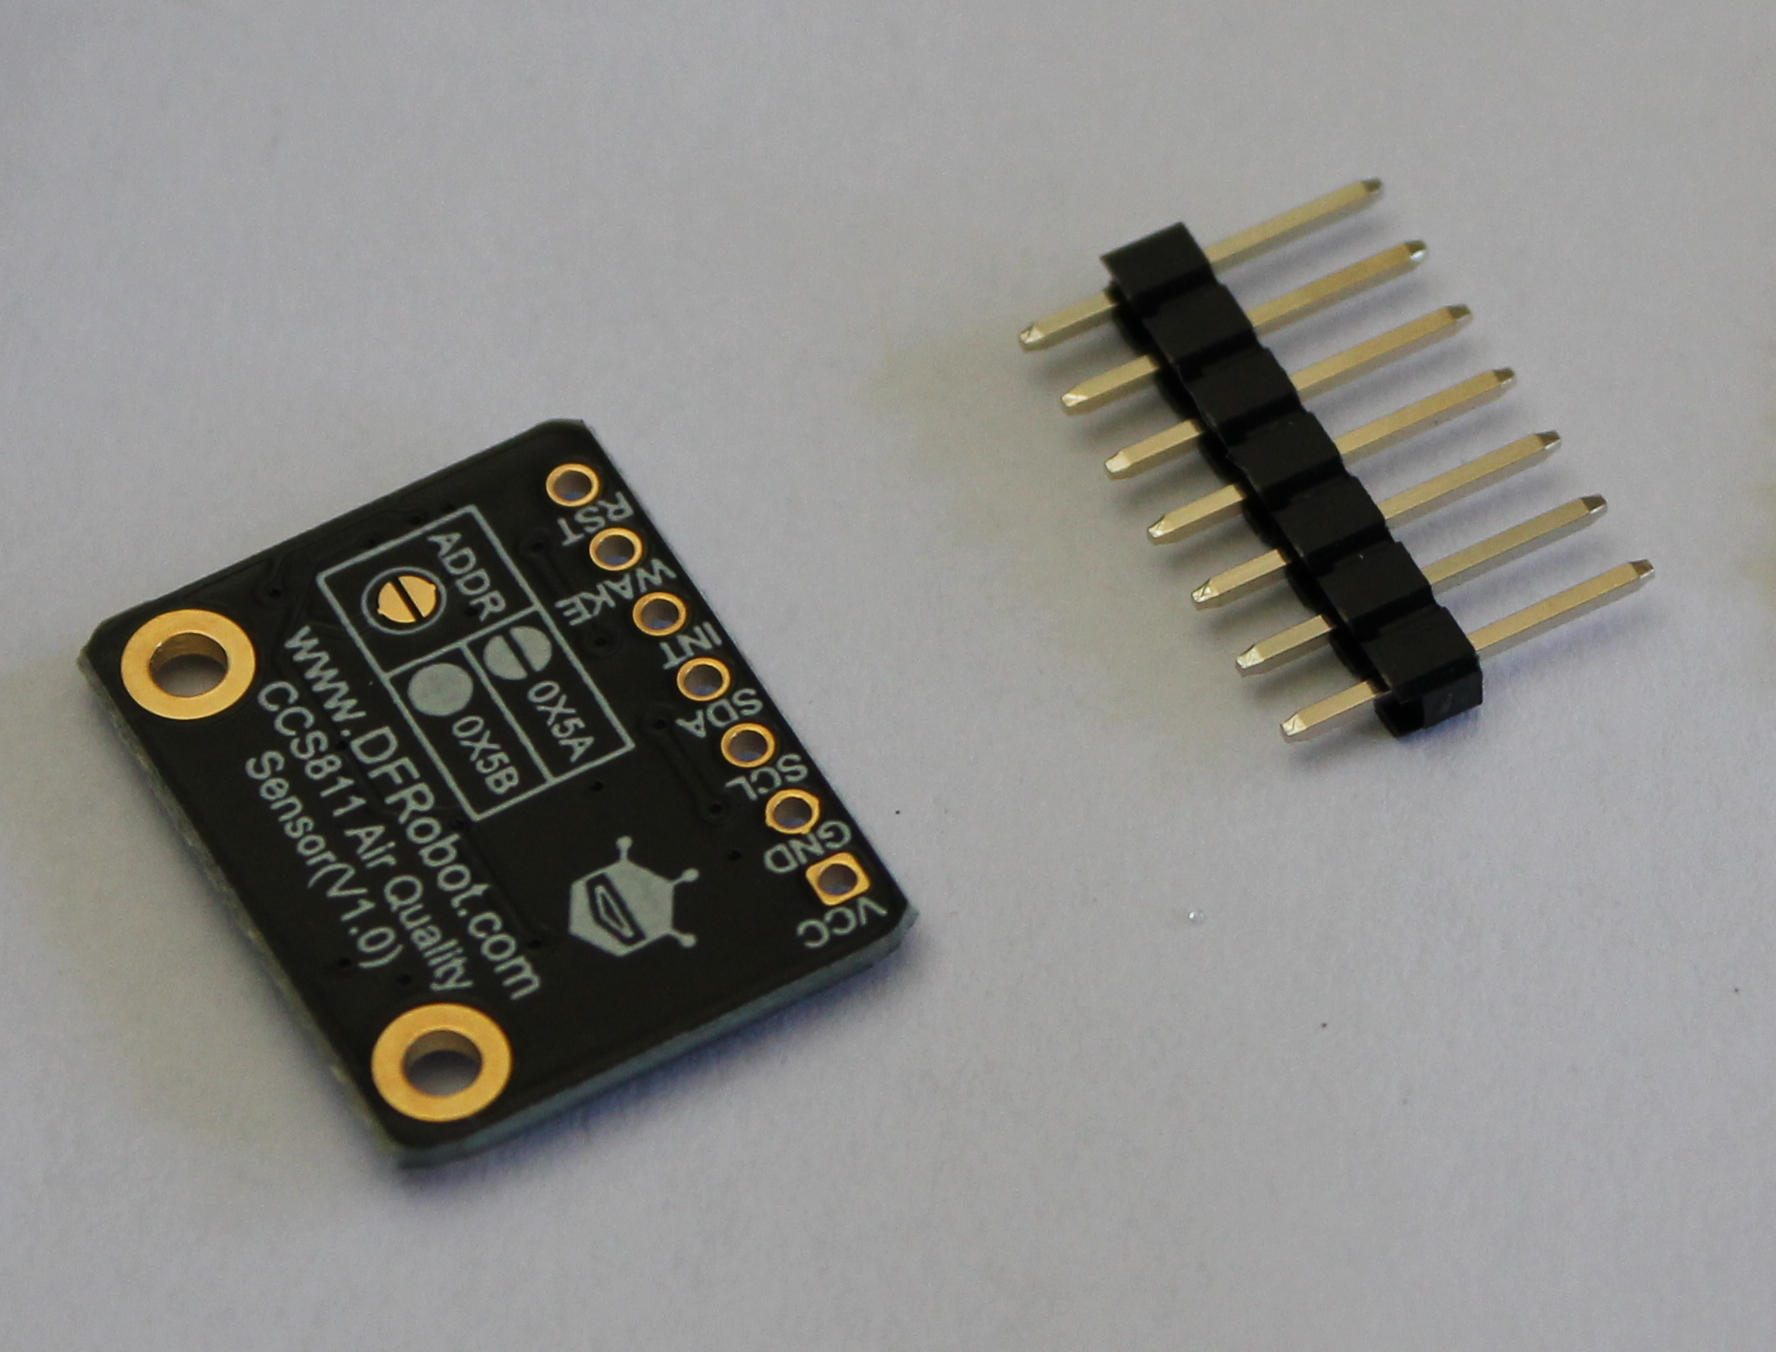 RST
WAKE
INT
SDA
SCL
GND
VCC
ADDR
0X5A
0X5B
www.DFRobot.com
CCS811 Air Quality
Sensor(V1.0)